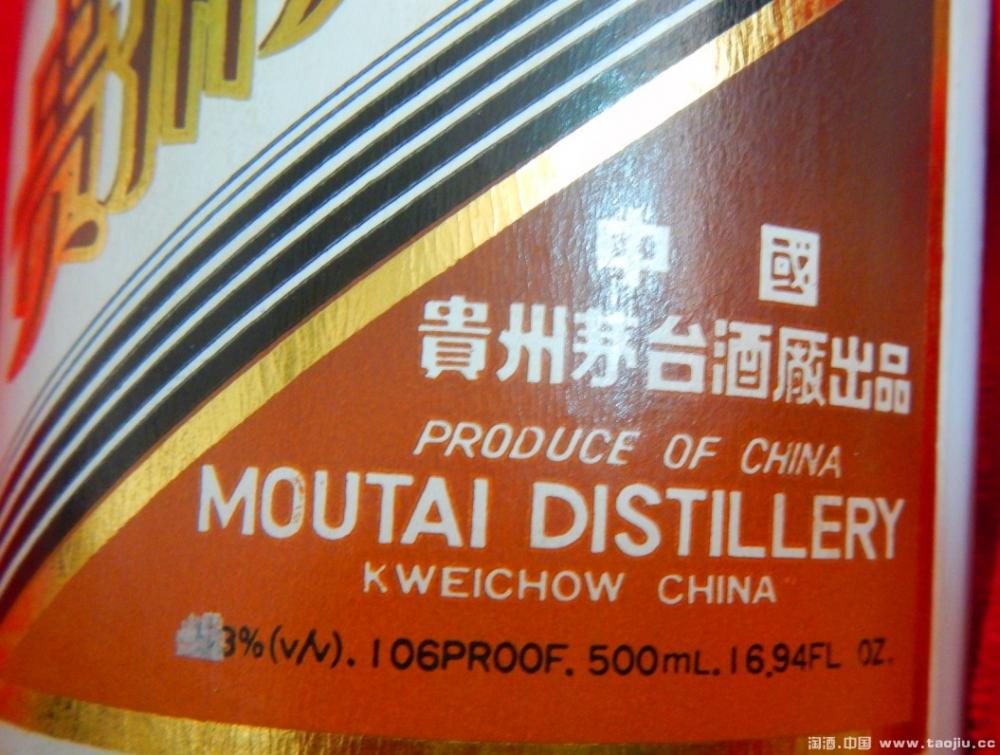 中國
貴州茅台酒廠出品
PRODUCE OF CHINA
MOUTAI DISTILLERY
KWEICHOW CHINA
3%(v/v). 106PROOF. 500mL. 16.94FL OZ.
淘酒.中国 www.taojiu.cc